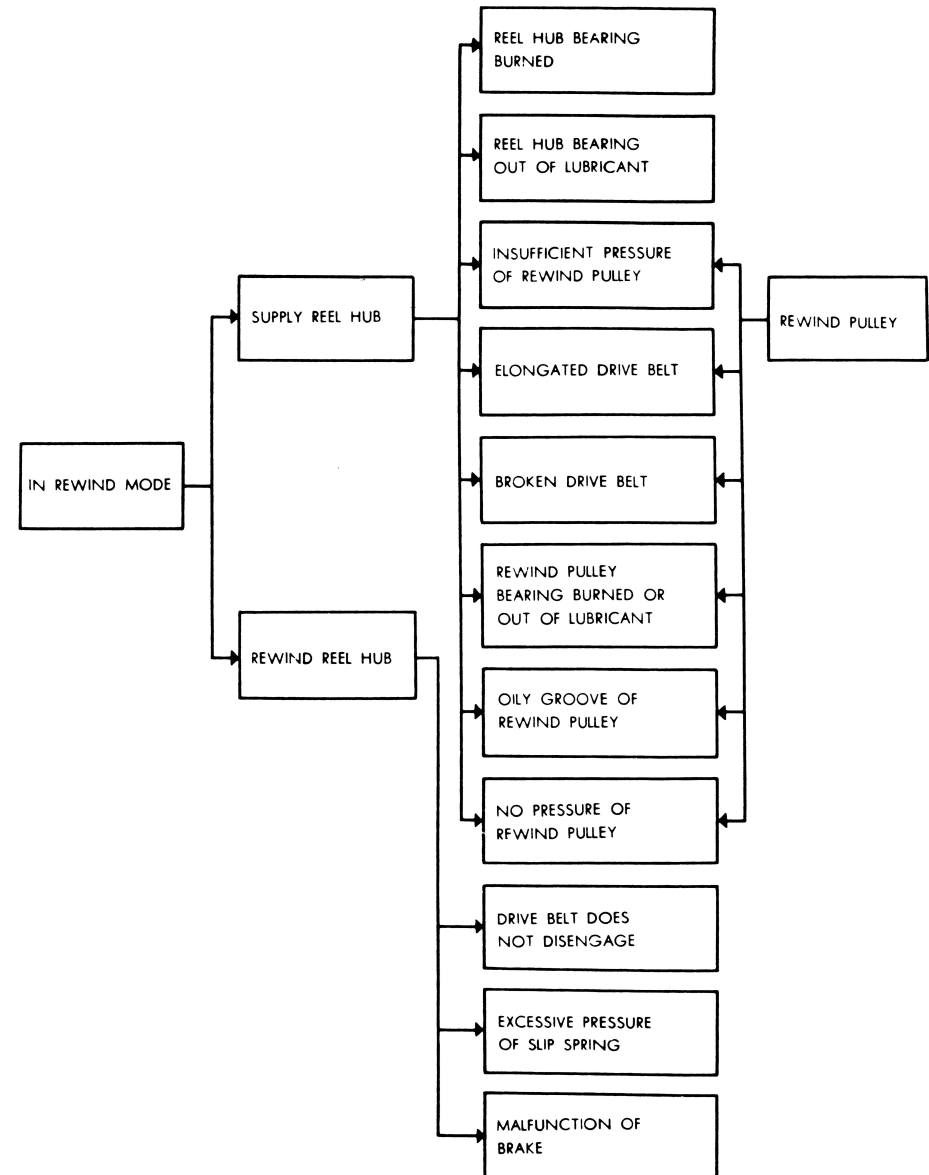 REEL HUB BEARING
BURNED
REEL HUB BEARING
OUT OF LUBRICANT
INSUFFICIENT PRESSURE
OF REWIND PULLEY
SUPPLY REEL HUB
REWIND PULLEY
ELONGATED DRIVE BELT
IN REWIND MODE
BROKEN DRIVE BELT
REWIND PULLEY
BEARING BURNED OR
OUT OF LUBRICANT
REWIND REEL HUB
OILY GROOVE OF
REWIND PULLEY
NO PRESSURE OF
REWIND PULLEY
DRIVE BELT DOES
NOT DISENGAGE
EXCESSIVE PRESSURE
OF SLIP SPRING
MALFUNCTION OF
BRAKE